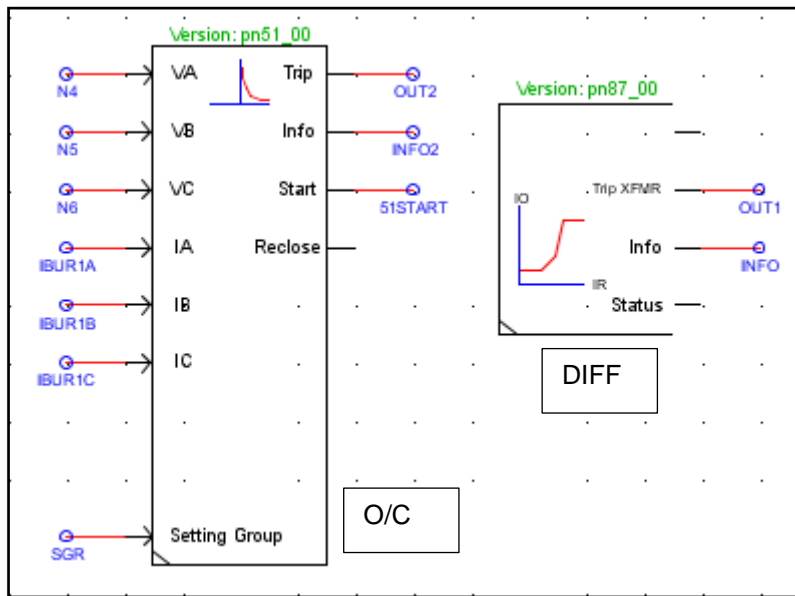 Version: pn51_00
VA
Trip
N4
OUT2
VB
Info
N5
INFO2
VC
Start
N6
51START
IA
Reclose
IBUR1A
IB
IBUR1B
IC
IBUR1C
Setting Group
SGR
O/C
Version: pn87_00
IO
Trip XFMR
OUT1
Info
INFO
IR
Status
DIFF